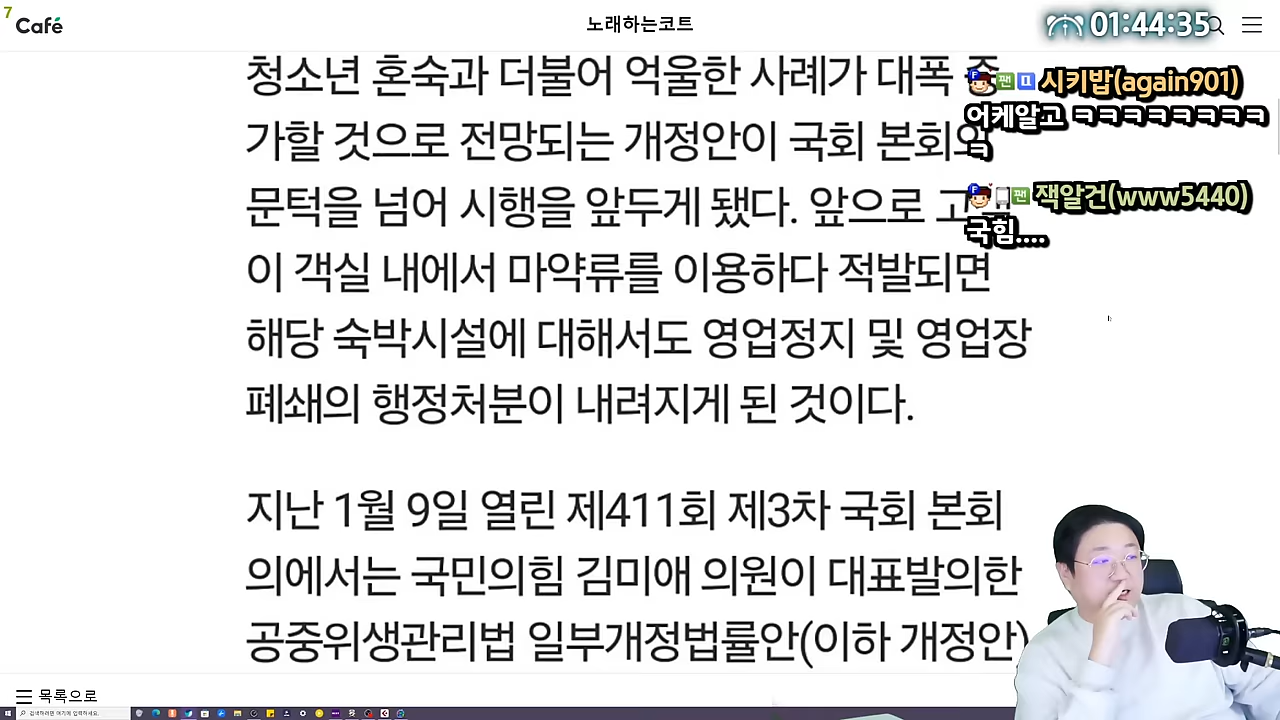 7
Café
노래하는코트
01:44:35
청소년 혼숙과 더불어 억울한 사례가 대폭
가할 것으로 전망되는 개정안이 국회 본회
문턱을 넘어 시행을 앞두게 됐다. 앞으로
이 객실 내에서 마약류를 이용하다 적발되면
해당 숙박시설에 대해서도 영업정지 및 영업장
폐쇄의 행정처분이 내려지게 된 것이다.
지난 1월 9일 열린 제411회 제3차 국회 본회
의에서는 국민의힘 김미애 의원이 대표발의한
공중위생관리법 일부개정법률안(이하 개정안)
시키밥(again901)
어케알고 ㅋㅋㅋㅋㅋㅋㅋㅋ
ㅋ
잭알건(www5440)
국힘....
목록으로